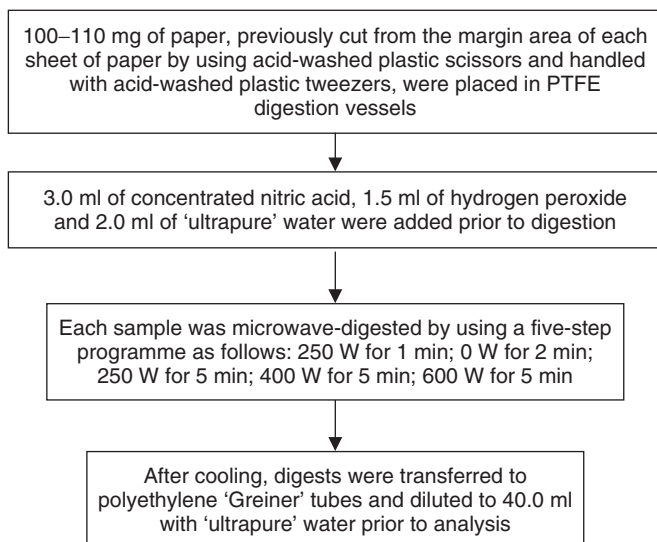 100–110 mg of paper, previously cut from the margin area of each
sheet of paper by using acid-washed plastic scissors and handled
with acid-washed plastic tweezers, were placed in PTFE
digestion vessels
3.0 ml of concentrated nitric acid, 1.5 ml of hydrogen peroxide
and 2.0 ml of ‘ultrapure’ water were added prior to digestion
Each sample was microwave-digested by using a five-step
programme as follows: 250 W for 1 min; 0 W for 2 min;
250 W for 5 min; 400 W for 5 min; 600 W for 5 min
After cooling, digests were transferred to
polyethylene ‘Greiner’ tubes and diluted to 40.0 ml
with ‘ultrapure’ water prior to analysis